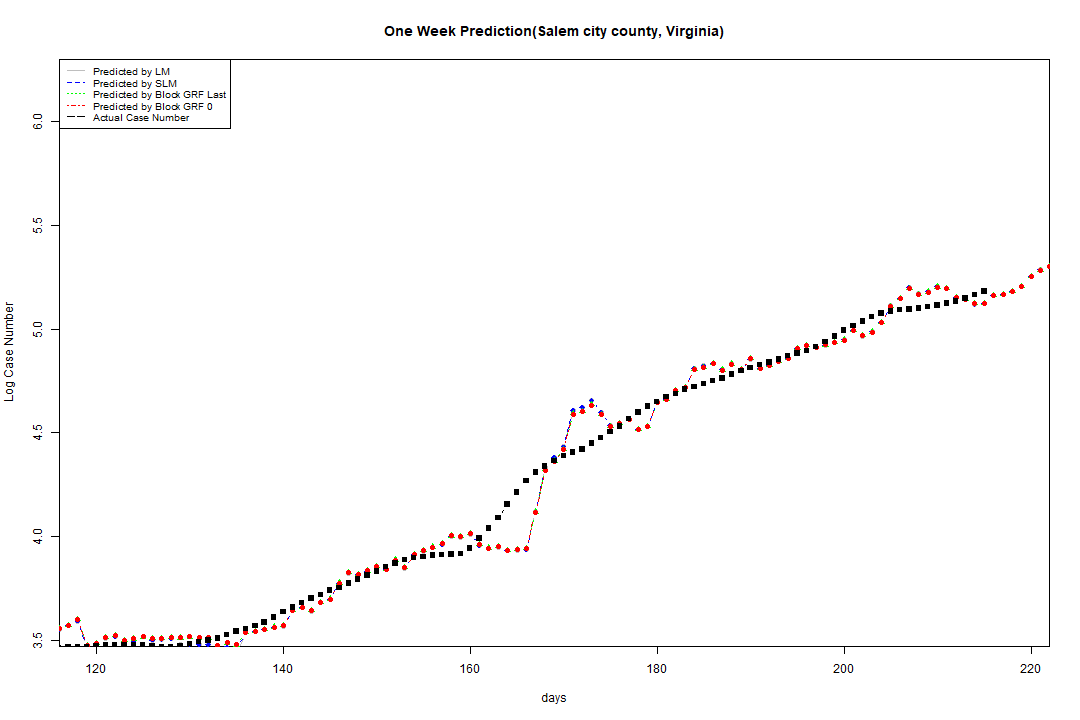 One Week Prediction(Salem city county, Virginia)
Predicted by LM
Predicted by SLM
Predicted by Block GRF Last
Predicted by Block GRF 0
Actual Case Number
6.0
5.5
5.0
4.5
4.0
3.5
Log Case Number
120 140 160 180 200 220
days